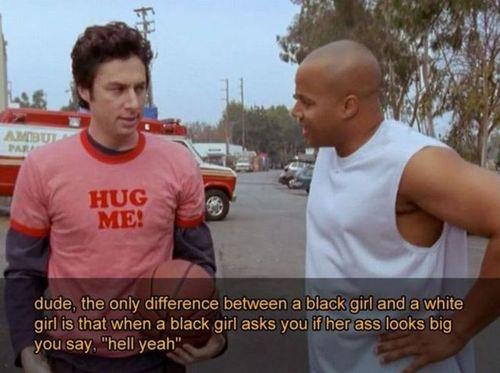 AMBUL
PARA
HUG
ME!
dude, the only difference between a black girl and a white
girl is that when a black girl asks you if her ass looks big
you say, "hell yeah"